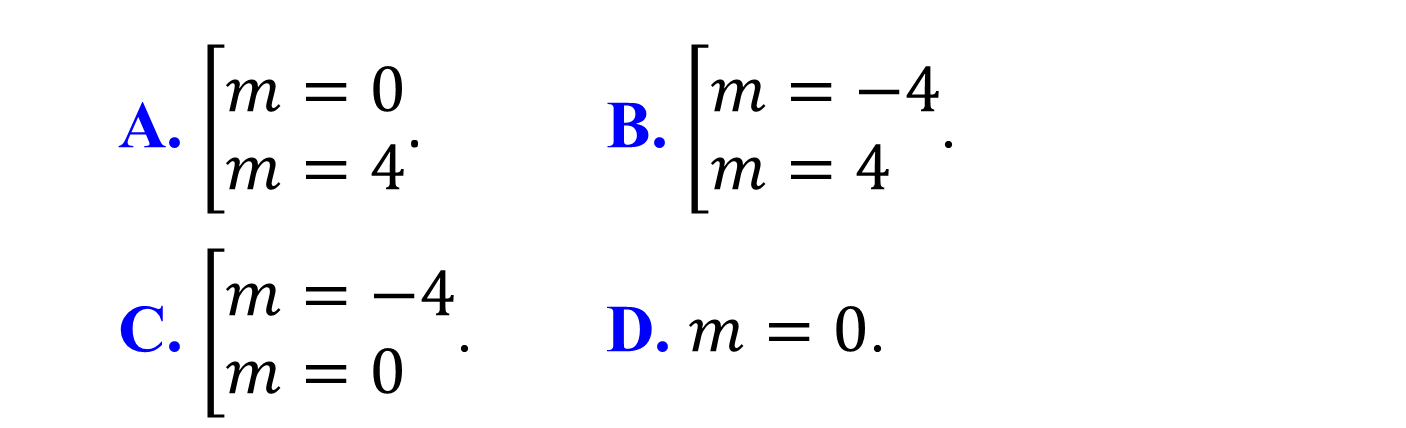 A. [m = 0
m = 4.
B. [m = −4
m = 4.
C. [m = −4
m = 0.
D. m = 0.